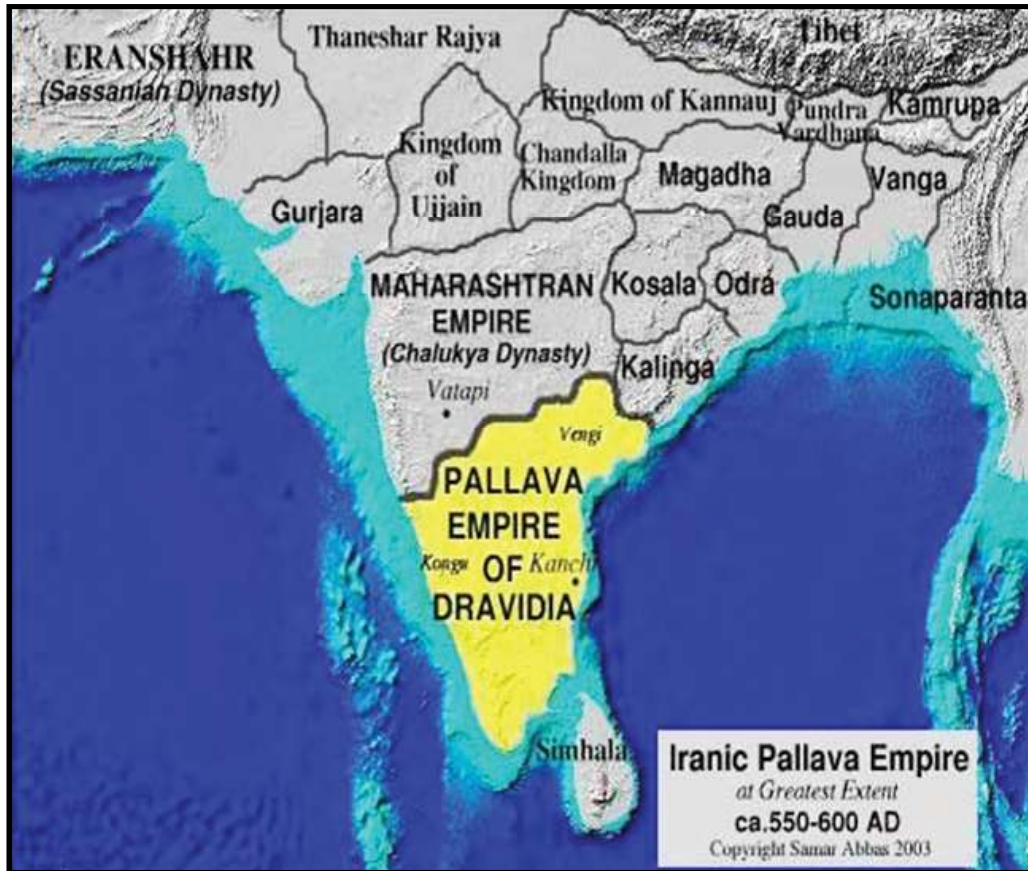 ERANSHAHR
(Sassanian Dynasty)
Thaneshar Rajya
Tibet
Kingdom of Kannauj
Pundra
Vardhana
Kamrupa
Kingdom
of
Ujjain
Chandalla
Kingdom
Magadha
Vanga
Gurjara
Gauda
MAHARASHTRAN
EMPIRE
(Chalukya Dynasty)
Kosala
Odra
Sonaparanta
Kalinga
Vatapi
Vengi
PALLAVA
EMPIRE
Kongu OF Kanchi
DRAVIDIA
Simhala
Iranic Pallava Empire
at Greatest Extent
ca.550-600 AD
Copyright Samar Abbas 2003